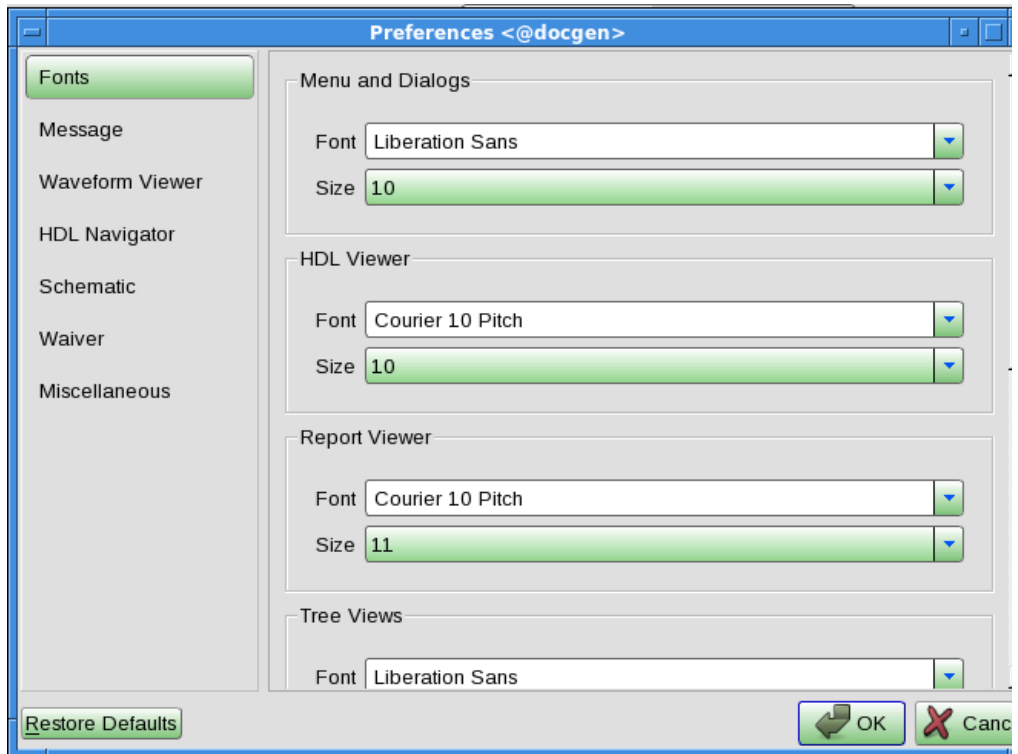 Preferences <@docgen>
Fonts
Message
Waveform Viewer
HDL Navigator
Schematic
Waiver
Miscellaneous
Menu and Dialogs
Font Liberation Sans
Size 10
HDL Viewer
Font Courier 10 Pitch
Size 10
Report Viewer
Font Courier 10 Pitch
Size 11
Tree Views
Font Liberation Sans
Restore Defaults
OK
Canc